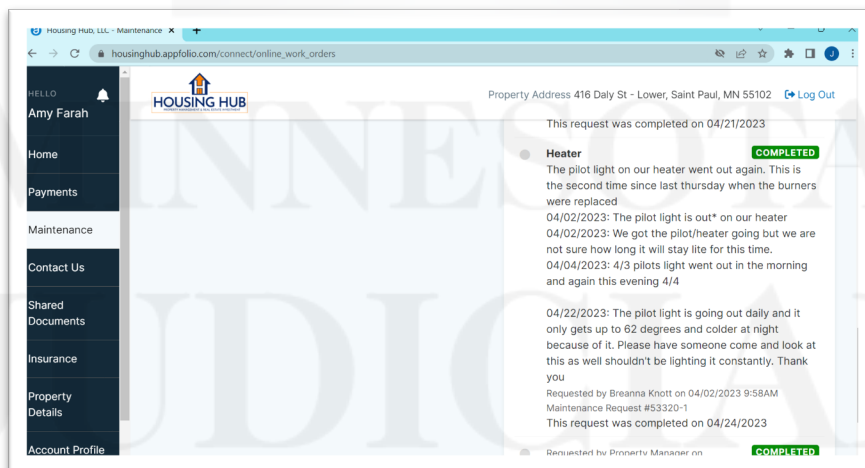 Housing Hub, LLC - Maintenance
housinghub.appfolio.com/connect/online_work_orders
J
HELLO
Amy Farah
Home
Payments
Maintenance
Contact Us
Shared
Documents
Insurance
Property
Details
Account Profile
HOUSING HUB
Property Address 416 Daly St - Lower, Saint Paul, MN 55102
Log Out
This request was completed on 04/21/2023
Heater
COMPLETED
The pilot light on our heater went out again. This is
the second time since last thursday when the burners
were replaced
04/02/2023: The pilot light is out* on our heater
04/02/2023: We got the pilot/heater going but we are
not sure how long it will stay lite for this time.
04/04/2023: 4/3 pilots light went out in the morning
and again this evening 4/4
04/22/2023: The pilot light is going out daily and it
only gets up to 62 degrees and colder at night
because of it. Please have someone come and look at
this as well shouldn't be lighting it constantly. Thank
you
Requested by Breanna Knott on 04/02/2023 9:58AM
Maintenance Request #53320-1
This request was completed on 04/24/2023
Requested by Property Manager on
COMPLETED
MINNESOTA
JUDICIAL